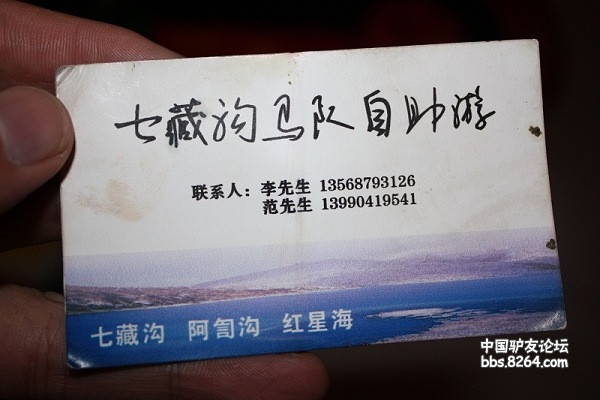 七藏沟马队自助游
联系人：李先生 13568793126
范先生 13990419541
七藏沟 阿訇沟 红星海
中国驴友论坛
bbs.8264.com